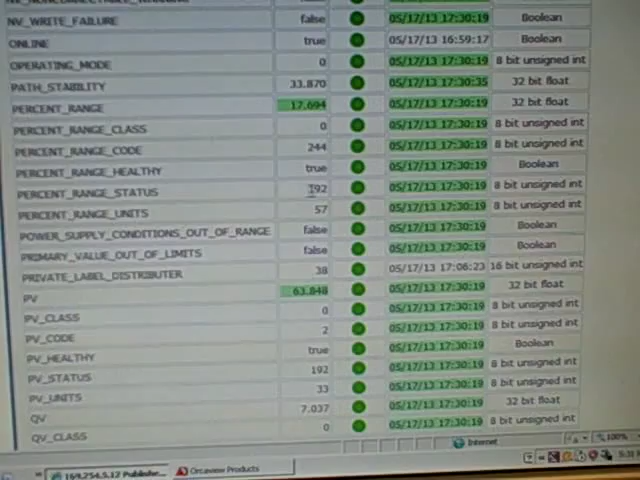 NV_WRITE_FAILURE false 05/17/13 17:30:19 Boolean
ONLINE true 05/17/13 16:59:17 Boolean
OPERATING_MODE 0 05/17/13 17:30:19 8 bit unsigned int
PATH_STABILITY 33.870 05/17/13 17:30:35 32 bit float
PERCENT_RANGE 17.694 05/17/13 17:30:19 32 bit float
PERCENT_RANGE_CLASS 0 05/17/13 17:30:19 8 bit unsigned int
PERCENT_RANGE_CODE 244 05/17/13 17:30:19 8 bit unsigned int
PERCENT_RANGE_HEALTHY true 05/17/13 17:30:19 Boolean
PERCENT_RANGE_STATUS 192 05/17/13 17:30:19 8 bit unsigned int
PERCENT_RANGE_UNITS 57 05/17/13 17:30:19 8 bit unsigned int
POWER_SUPPLY_CONDITIONS_OUT_OF_RANGE false 05/17/13 17:30:19 Boolean
PRIMARY_VALUE_OUT_OF_LIMITS false 05/17/13 17:30:19 Boolean
PRIVATE_LABEL_DISTRIBUTER 38 05/17/13 17:06:23 16 bit unsigned int
PV 63.848 05/17/13 17:30:19 32 bit float
PV_CLASS 0 05/17/13 17:30:19 8 bit unsigned int
PV_CODE 2 05/17/13 17:30:19 8 bit unsigned int
PV_HEALTHY true 05/17/13 17:30:19 Boolean
PV_STATUS 192 05/17/13 17:30:19 8 bit unsigned int
PV_UNITS 33 05/17/13 17:30:19 8 bit unsigned int
QV 7.037 05/17/13 17:30:19 32 bit float
QV_CLASS 0 05/17/13 17:30:19 8 bit unsigned int
Internet 100%
169.254.5.12 Publisher... Orcaview Products